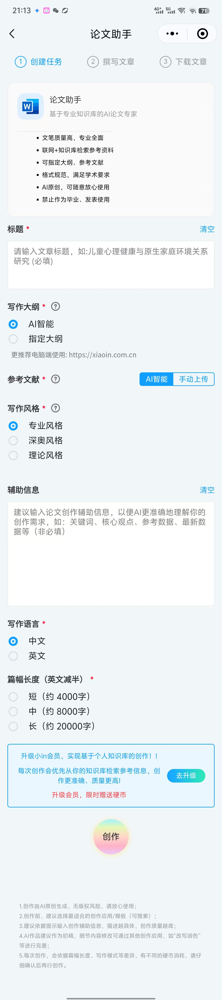 21:13
4G+ 5G 71
论文助手
1 创建任务 2 撰写文章 3 下载文章
W
论文助手
基于专业知识库的AI论文专家
▪ 文笔质量高，专业全面
▪ 联网+知识库检索参考资料
▪ 可指定大纲、参考文献
▪ 格式规范，满足学术要求
▪ AI原创，可随意放心使用
▪ 禁止作为毕业、发表使用
标题 * 清空
请输入文章标题，如:儿童心理健康与原生家庭环境关系
研究 (必填)
写作大纲 * ?
AI智能
指定大纲
更推荐电脑端使用: https://xiaoin.com.cn
参考文献 * ? AI智能 手动上传
写作风格 * ?
专业风格
深奥风格
理论风格
辅助信息 清空
建议输入论文创作辅助信息，以便AI更准确地理解你的
创作需求，如：关键词、核心观点、参考数据、最新数
据等（非必填）
写作语言 *
中文
英文
篇幅长度（英文减半） *
短（约 4000字）
中（约 8000字）
长（约 20000字）
升级小in会员，实现基于个人知识库的创作！！
每次创作会优先从你的知识库检索参考信息，创
作更准确、质量更高!
去升级
升级会员，限时赠送硬币
创作
1.创作由AI原创生成，无版权风险，请放心使用；
2.创作前，建议选择最适合的创作应用/模板（可搜索）；
3.建议依据提示输入创作辅助信息，描述越具体，创作质量越高；
4.AI作品建议作为初稿，细节内容修改可通过其他创作应用，如“改写润色”
等进行完善；
5.每次创作，会依据篇幅长度、写作模式等差异，有不同的硬币消耗，请仔
细确认后再行创作。